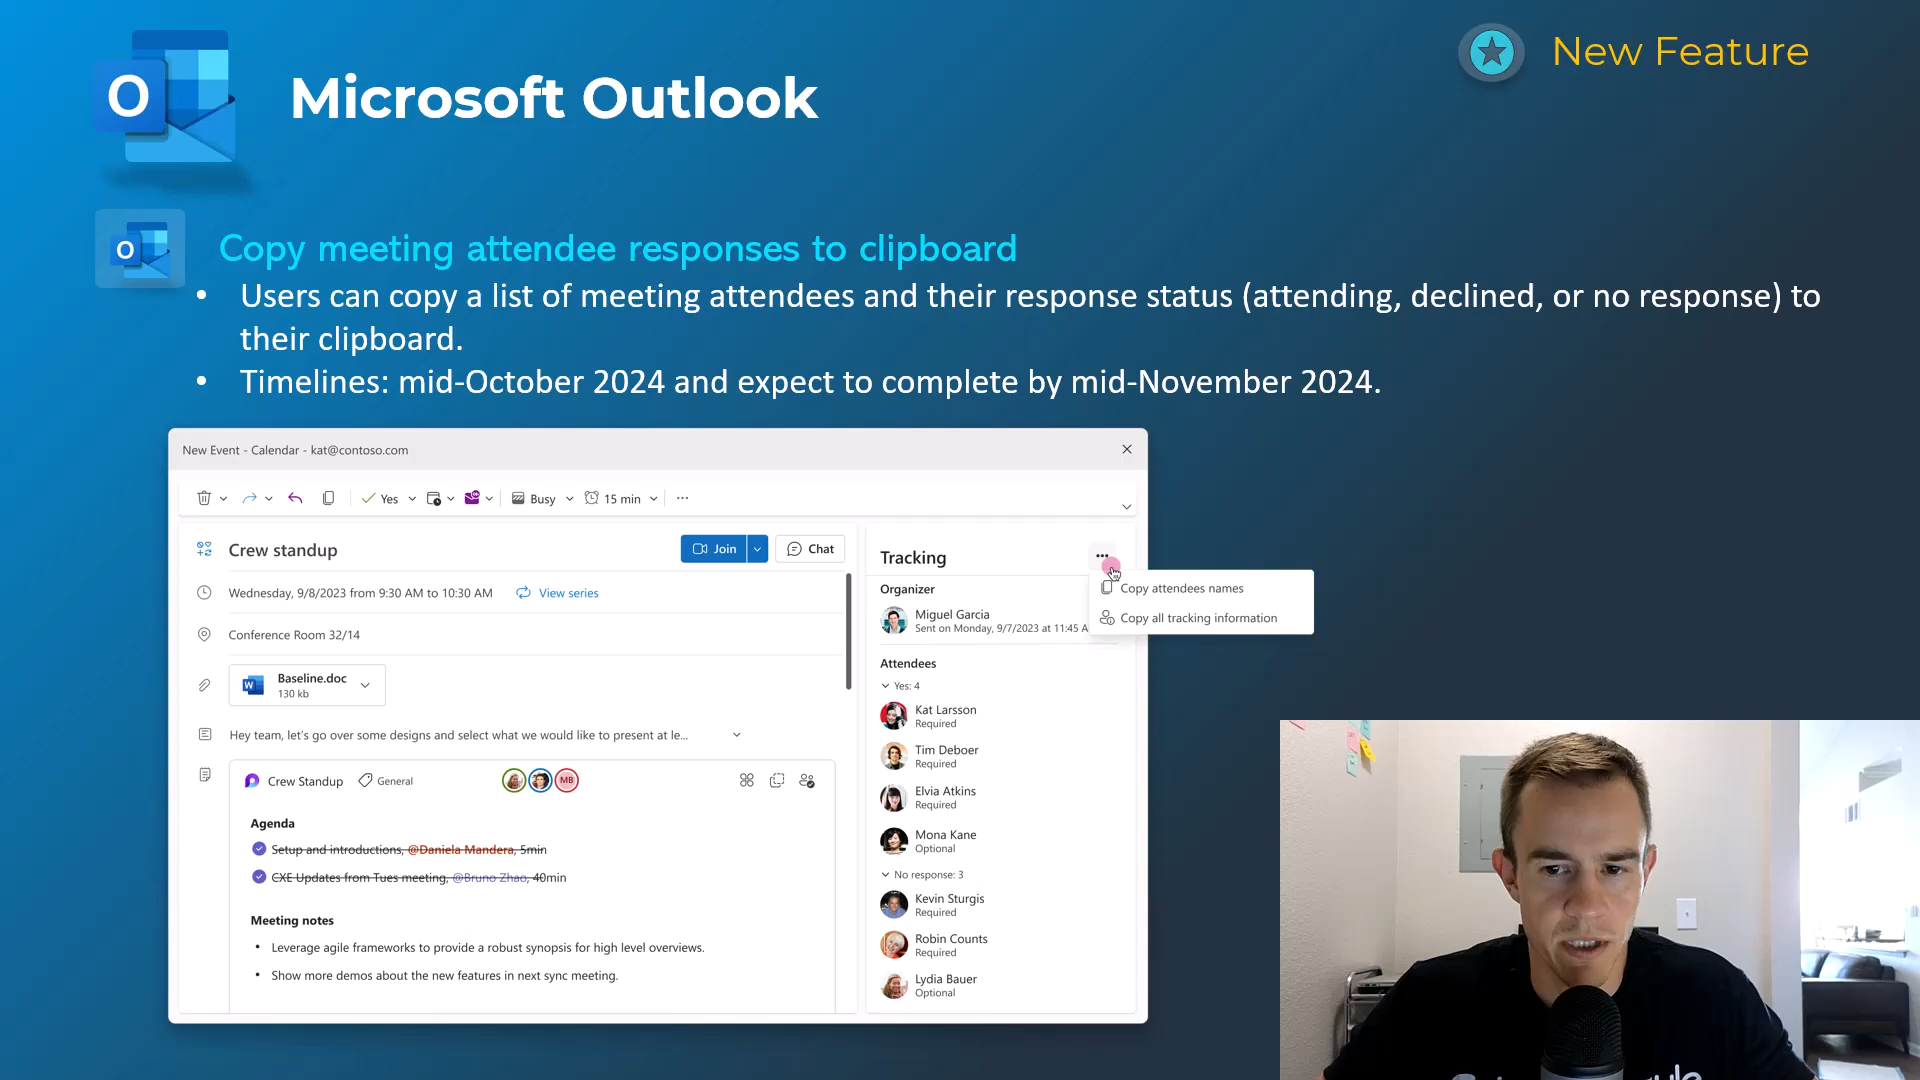 O
Microsoft Outlook
New Feature
O
Copy meeting attendee responses to clipboard
• Users can copy a list of meeting attendees and their response status (attending, declined, or no response) to
their clipboard.
• Timelines: mid-October 2024 and expect to complete by mid-November 2024.
New Event - Calendar - kat@contoso.com
Yes
Busy
15 min
Crew standup
Join
Chat
Wednesday, 9/8/2023 from 9:30 AM to 10:30 AM
View series
Conference Room 32/14
W
Baseline.doc
130 kb
Hey team, let's go over some designs and select what we would like to present at le...
Crew Standup
General
MB
Agenda
Setup and introductions, @Daniela Mandera, 5min
CXE Updates from Tues meeting, @Bruno Zhao, 40min
Meeting notes
• Leverage agile frameworks to provide a robust synopsis for high level overviews.
• Show more demos about the new features in next sync meeting.
Tracking
Copy attendees names
Copy all tracking information
Organizer
Miguel Garcia
Sent on Monday, 9/7/2023 at 11:45 A
Attendees
Yes: 4
Kat Larsson
Required
Tim Deboer
Required
Elvia Atkins
Required
Mona Kane
Optional
No response: 3
Kevin Sturgis
Required
Robin Counts
Required
Lydia Bauer
Optional